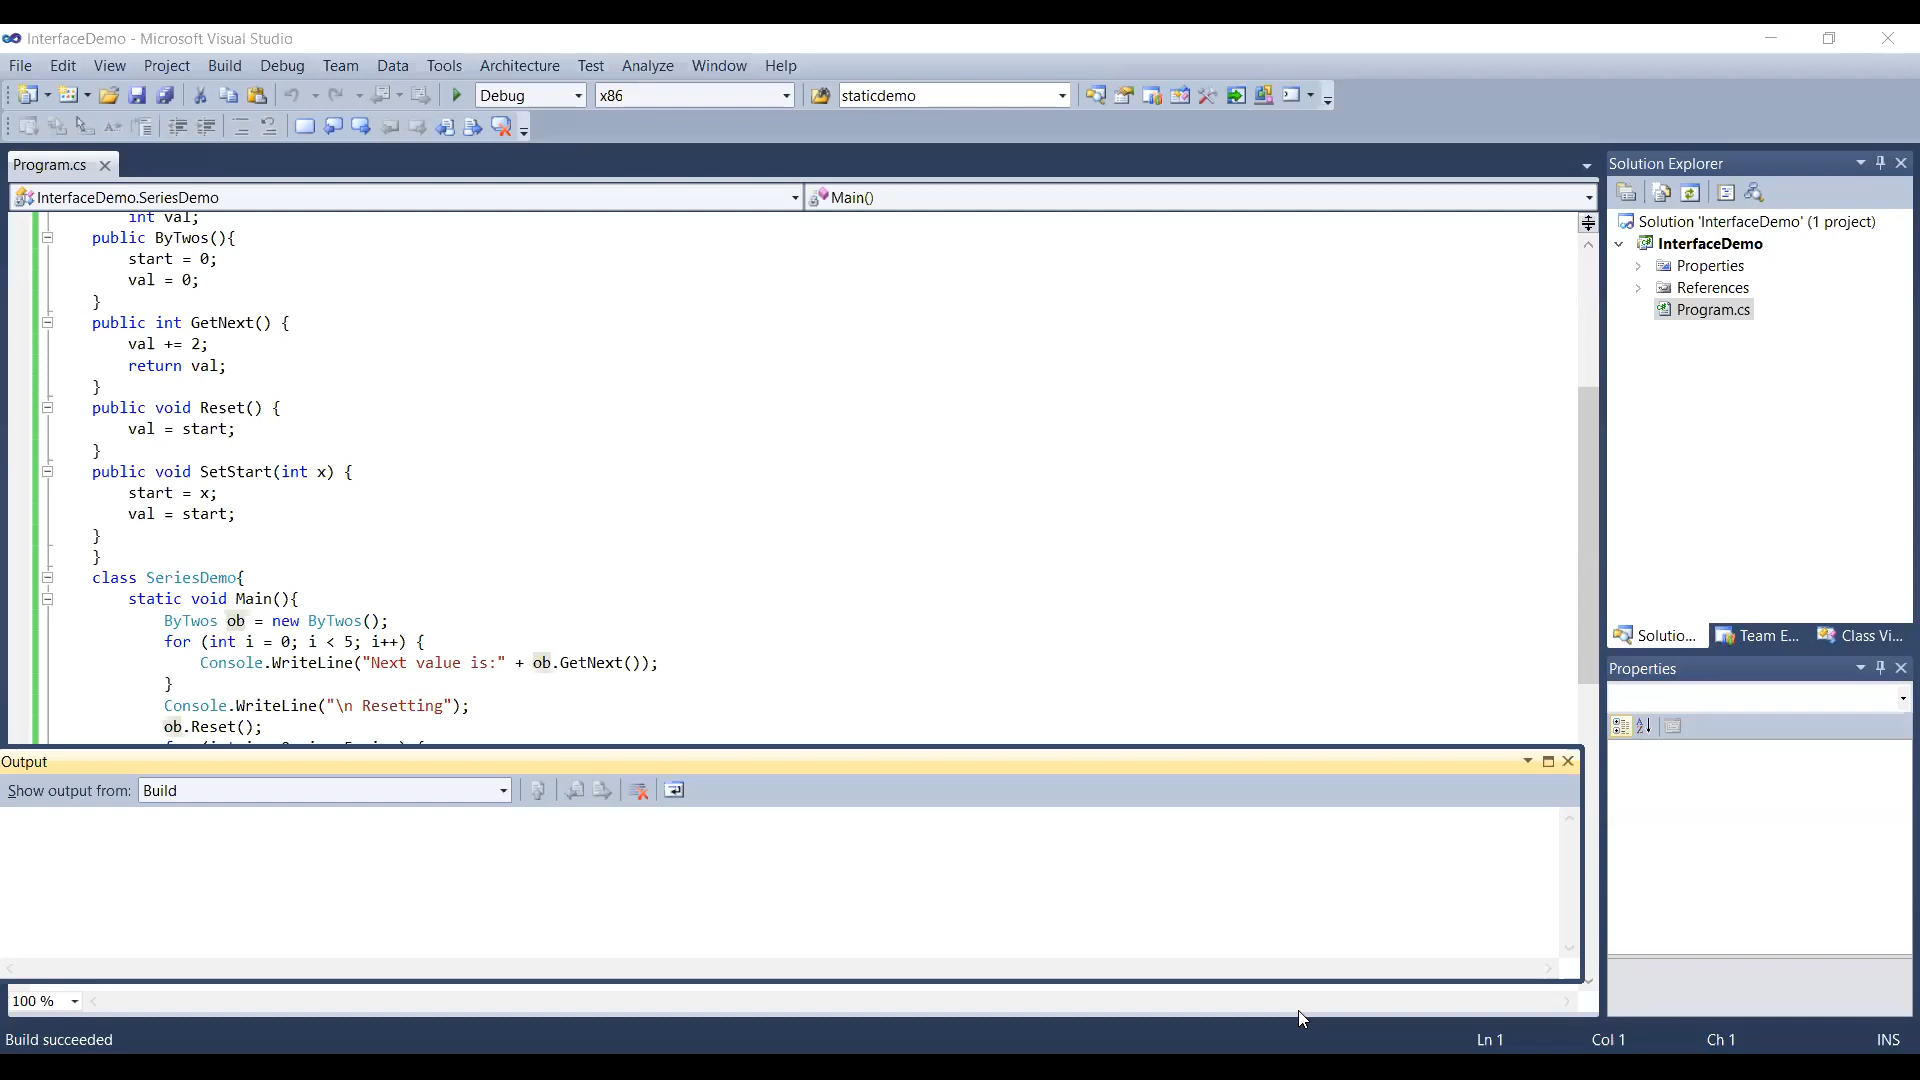 InterfaceDemo - Microsoft Visual Studio
File Edit View Project Build Debug Team Data Tools Architecture Test Analyze Window Help
Debug x86 staticdemo
Program.cs
InterfaceDemo.SeriesDemo Main()
int val;
public ByTwos(){
start = 0;
val = 0;
}
public int GetNext() {
val += 2;
return val;
}
public void Reset() {
val = start;
}
public void SetStart(int x) {
start = x;
val = start;
}
}
class SeriesDemo{
static void Main(){
ByTwos ob = new ByTwos();
for (int i = 0; i < 5; i++) {
Console.WriteLine("Next value is:" + ob.GetNext());
}
Console.WriteLine("\n Resetting");
ob.Reset();
Output
Show output from: Build
100 %
Build succeeded
Ln 1 Col 1 Ch 1 INS
Solution Explorer
Solution 'InterfaceDemo' (1 project)
InterfaceDemo
Properties
References
Program.cs
Solutio... Team E... Class Vi...
Properties